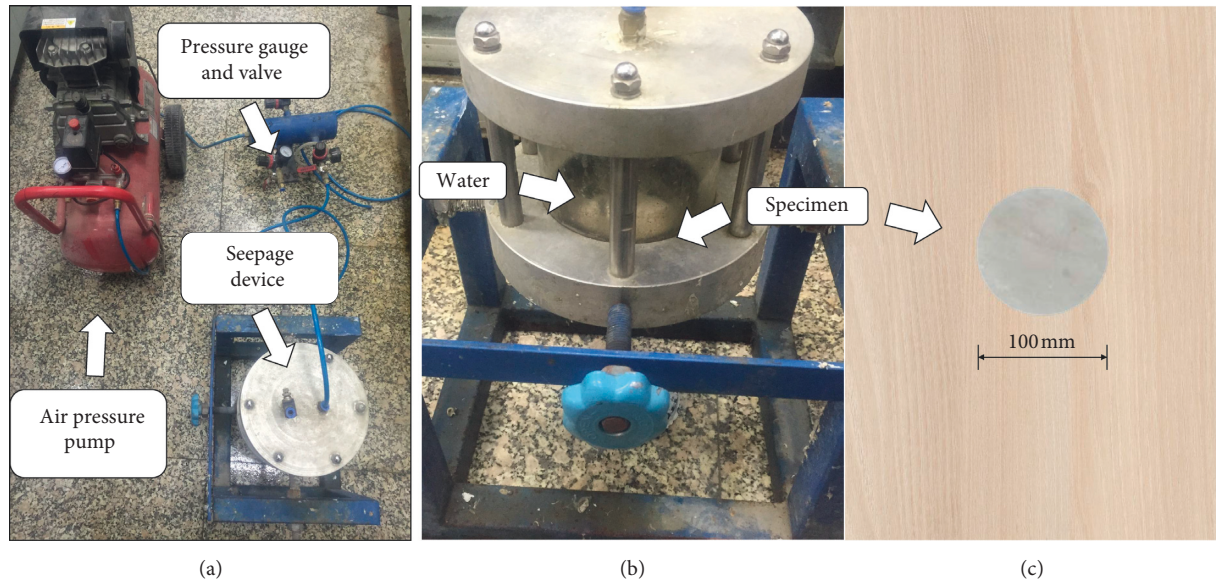 Pressure gauge
and valve
Seepage
device
Air pressure
pump
Water
Specimen
100 mm
(a)
(b)
(c)